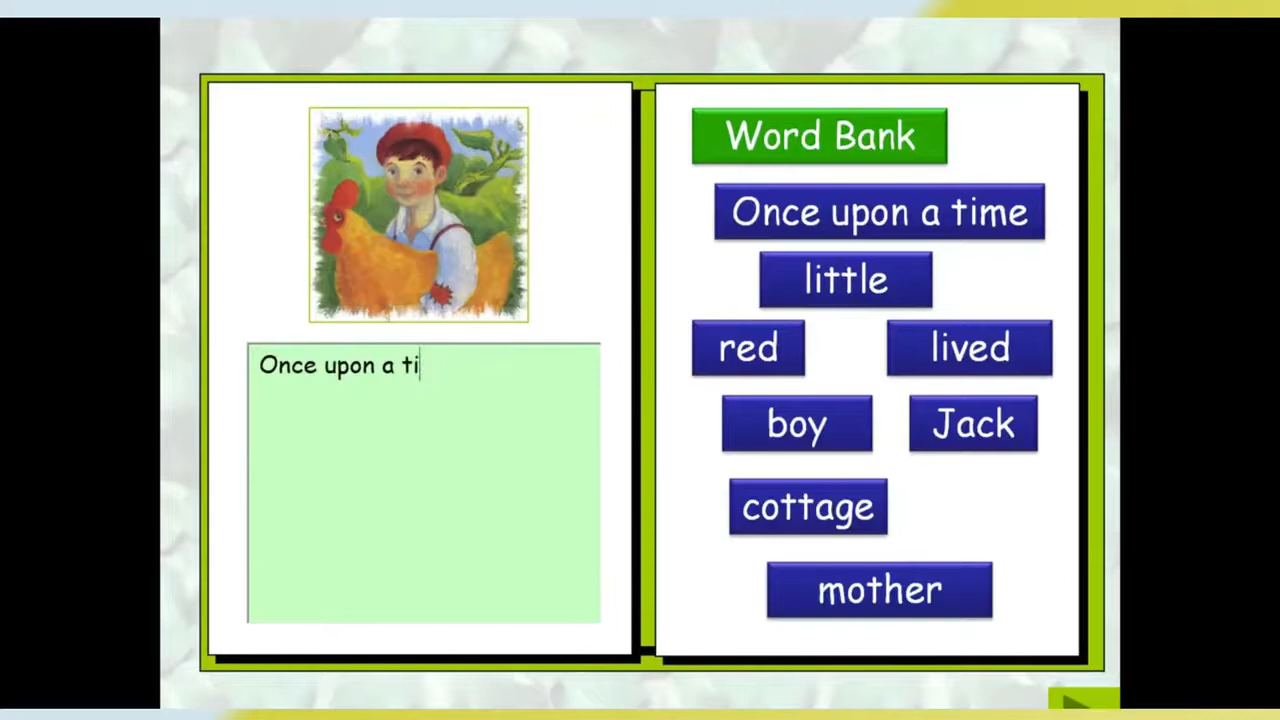 Once upon a ti
Word Bank
Once upon a time
little
red
lived
boy
Jack
cottage
mother